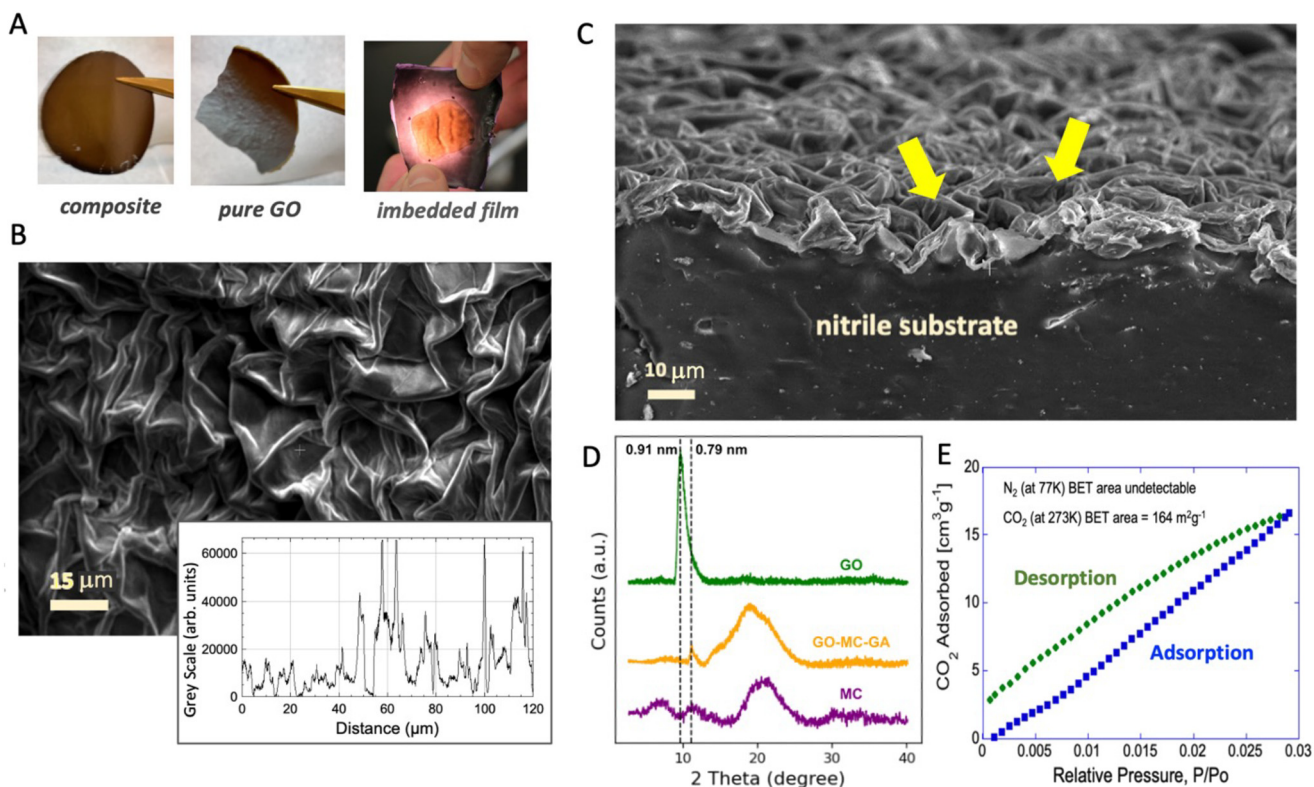 A
composite
pure GO
imbedded film
B
15 μm
Grey Scale (arb. units)
60000
40000
20000
0
0 20 40 60 80 100 120
Distance (μm)
C
nitrile substrate
10 μm
D
0.91 nm 0.79 nm
GO
GO-MC-GA
MC
Counts (a.u.)
10 20 30 40
2 Theta (degree)
E
CO₂ Adsorbed [cm³g⁻¹]
20
15
10
5
0
N₂ (at 77K) BET area undetectable
CO₂ (at 273K) BET area = 164 m²g⁻¹
Desorption
Adsorption
0 0.005 0.01 0.015 0.02 0.025 0.03
Relative Pressure, P/Po